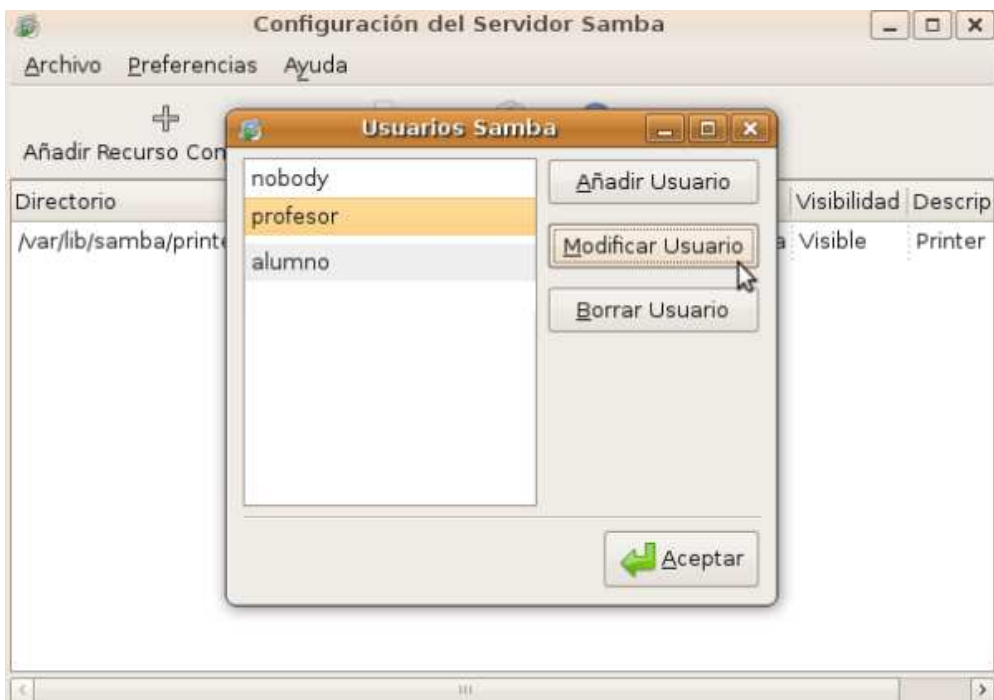 Configuración del Servidor Samba
Archivo Preferencias Ayuda
Añadir Recurso Con
Usuarios Samba
nobody
profesor
alumno
Añadir Usuario
Modificar Usuario
Borrar Usuario
Aceptar
Directorio
Visibilidad Descrip
/var/lib/samba/printe
a Visible Printer